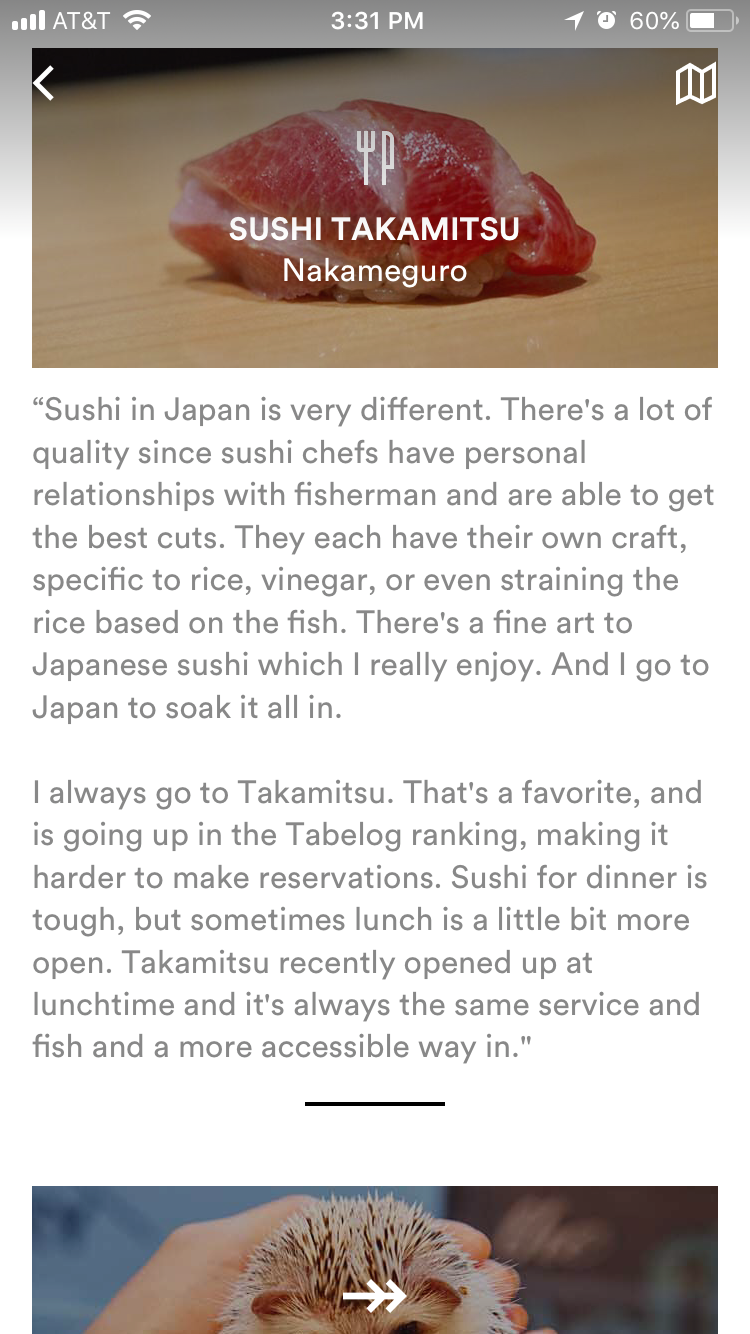 AT&T 3:31 PM 60%
SUSHI TAKAMITSU
Nakameguro
“Sushi in Japan is very different. There's a lot of
quality since sushi chefs have personal
relationships with fisherman and are able to get
the best cuts. They each have their own craft,
specific to rice, vinegar, or even straining the
rice based on the fish. There's a fine art to
Japanese sushi which I really enjoy. And I go to
Japan to soak it all in.
I always go to Takamitsu. That's a favorite, and
is going up in the Tabelog ranking, making it
harder to make reservations. Sushi for dinner is
tough, but sometimes lunch is a little bit more
open. Takamitsu recently opened up at
lunchtime and it's always the same service and
fish and a more accessible way in."